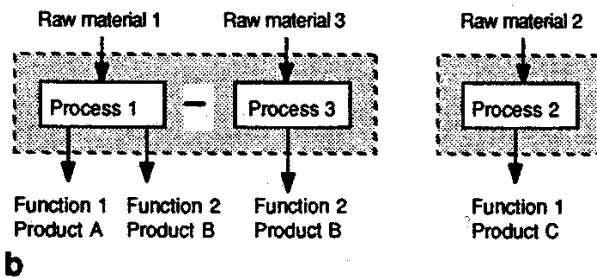 Raw material 1
Raw material 3
Raw material 2
Process 1
–
Process 3
Process 2
Function 1
Product A
Function 2
Product B
Function 2
Product B
Function 1
Product C
b